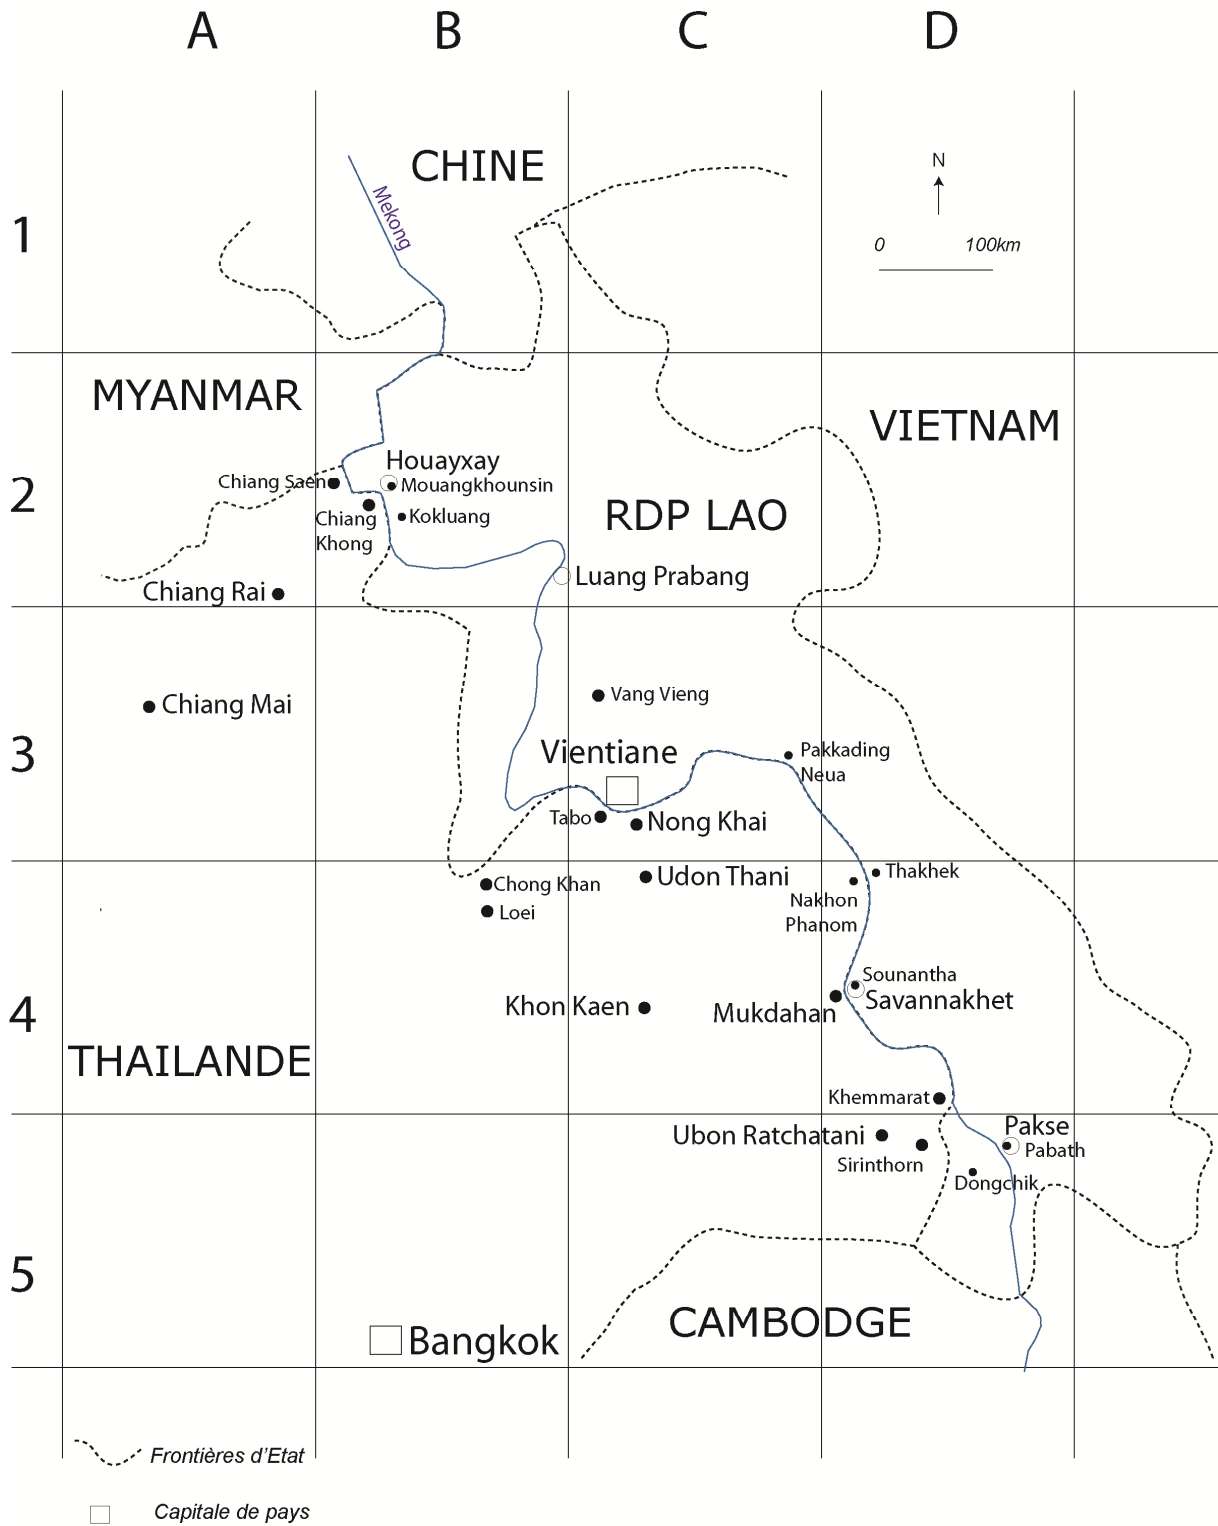 A B C D
CHINE
N
Mekong
1
0 100km
MYANMAR
VIETNAM
Houayxay
Chiang Saen
Mouangkhounsin
2
RDP LAO
Chiang
Khong
Kokluang
Luang Prabang
Chiang Rai
Vang Vieng
Chiang Mai
Vientiane
Pakkading
Neua
3
Tabo
Nong Khai
Udon Thani
Thakhek
Chong Khan
Nakhon
Phanom
Loei
Sounantha
Savannakhet
Khon Kaen
Mukdahan
4
THAILANDE
Khemmarat
Pakse
Ubon Ratchatani
Pabath
Sirinthorn
Dongchik
5
CAMBODGE
Bangkok
Frontières d'Etat
Capitale de pays